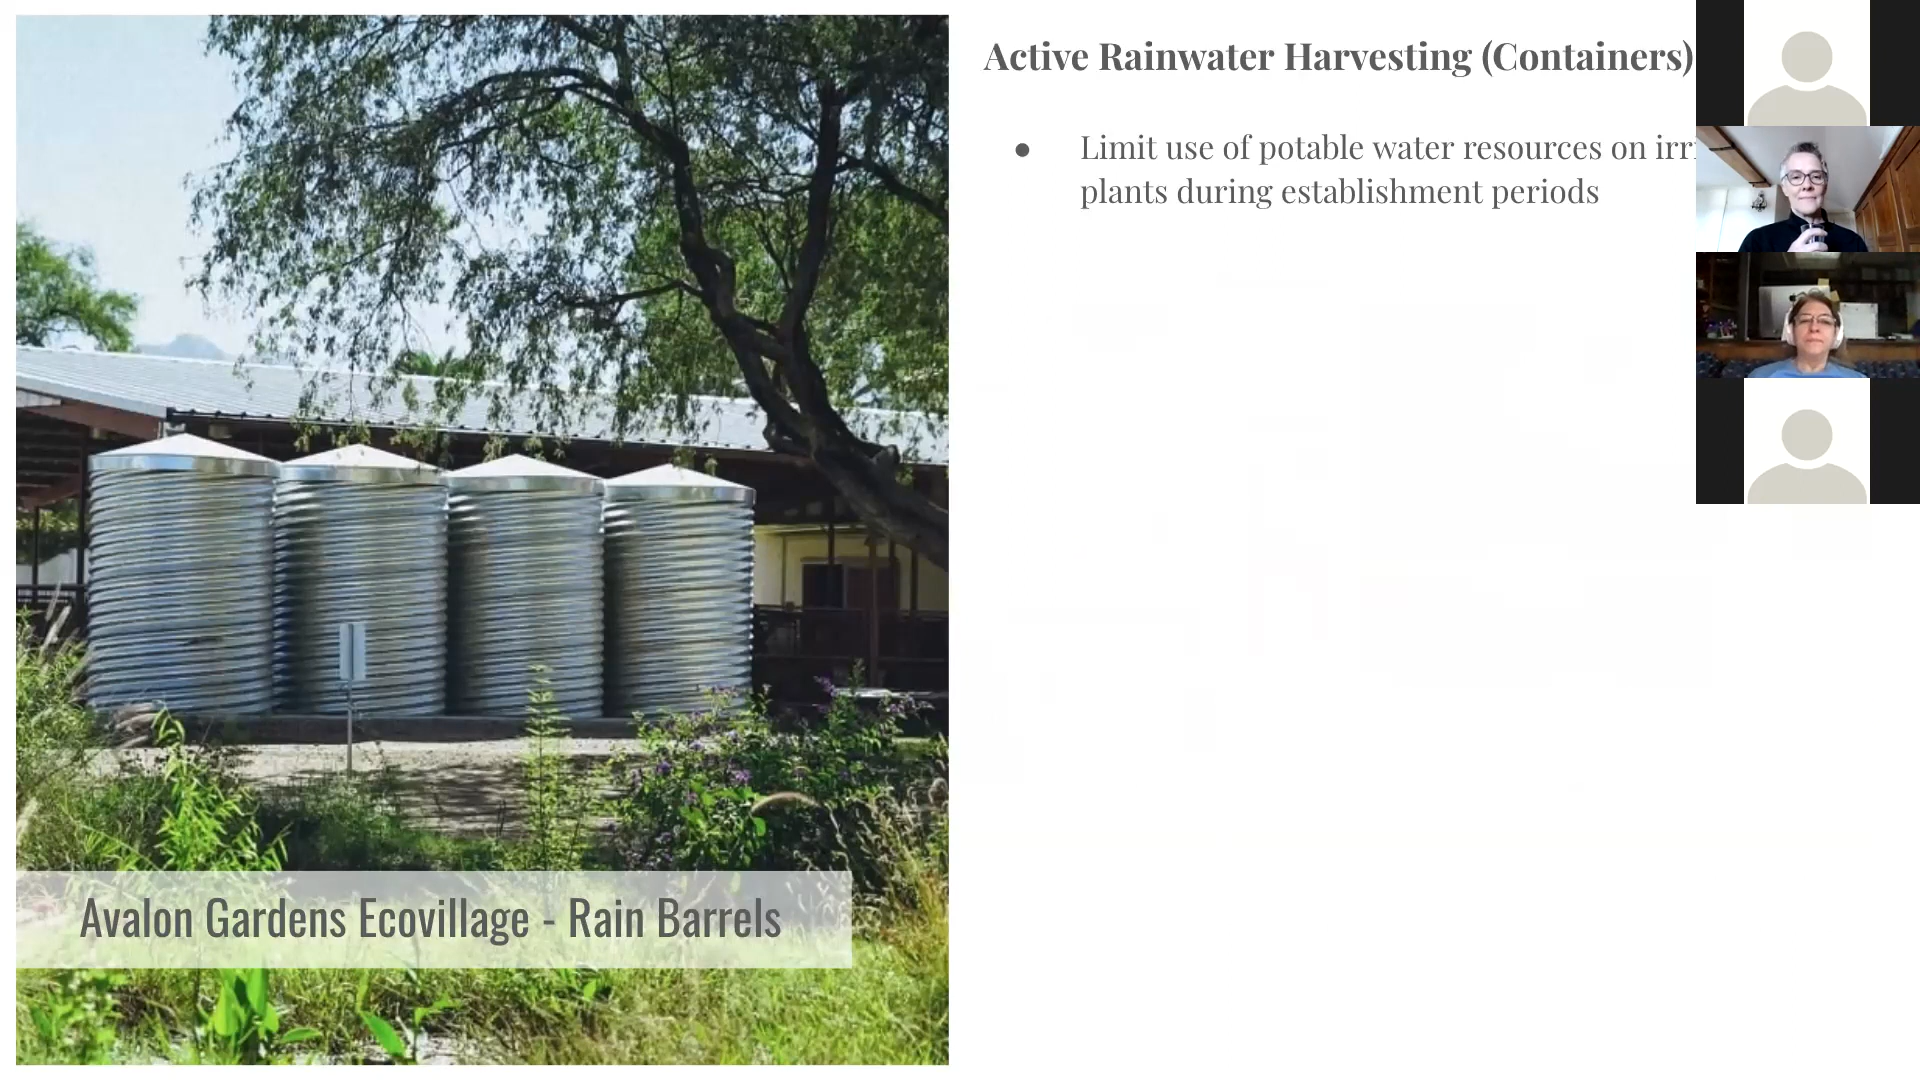 Active Rainwater Harvesting (Containers)
● Limit use of potable water resources on
plants during establishment periods
Avalon Gardens Ecovillage - Rain Barrels